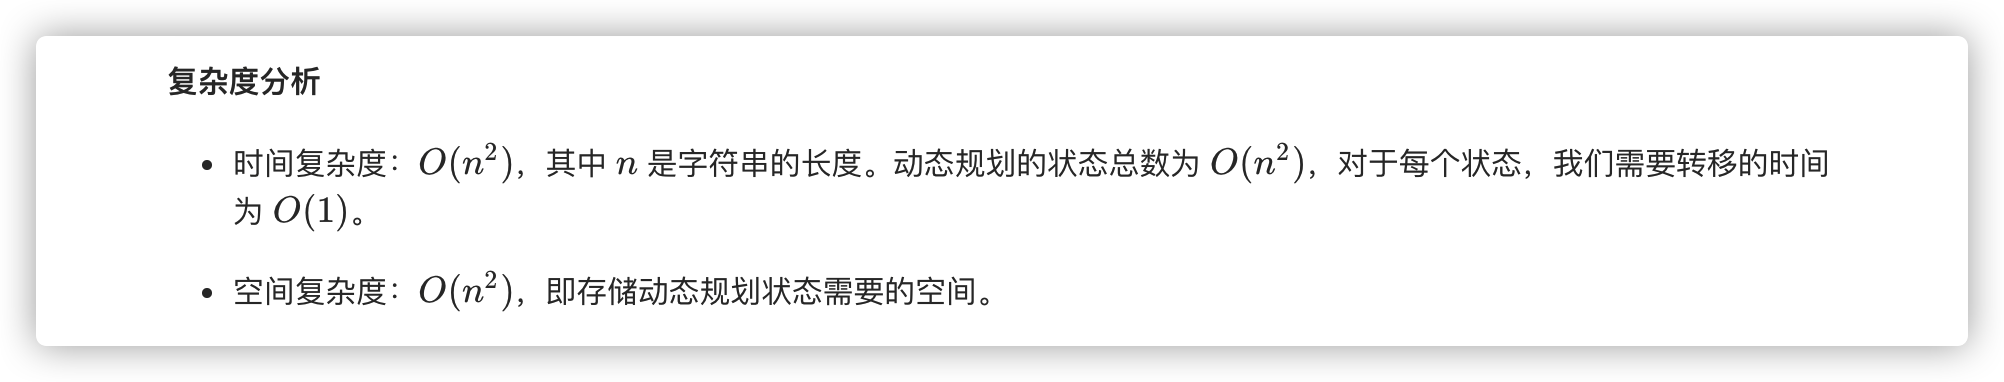 复杂度分析
• 时间复杂度：$O(n^2)$，其中 $n$ 是字符串的长度。动态规划的状态总数为 $O(n^2)$，对于每个状态，我们需要转移的时间
为 $O(1)$。
• 空间复杂度：$O(n^2)$，即存储动态规划状态需要的空间。